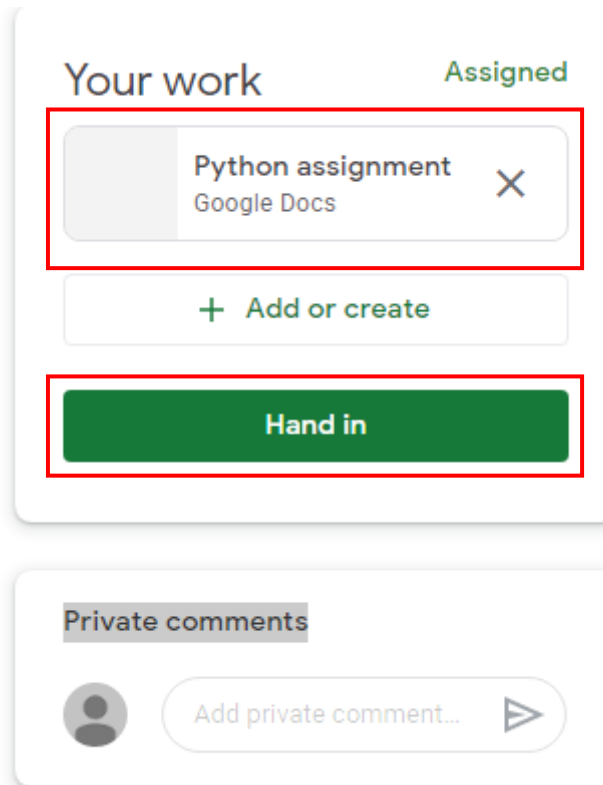 Your work
Assigned
Python assignment
Google Docs
+ Add or create
Hand in
Private comments
Add private comment...